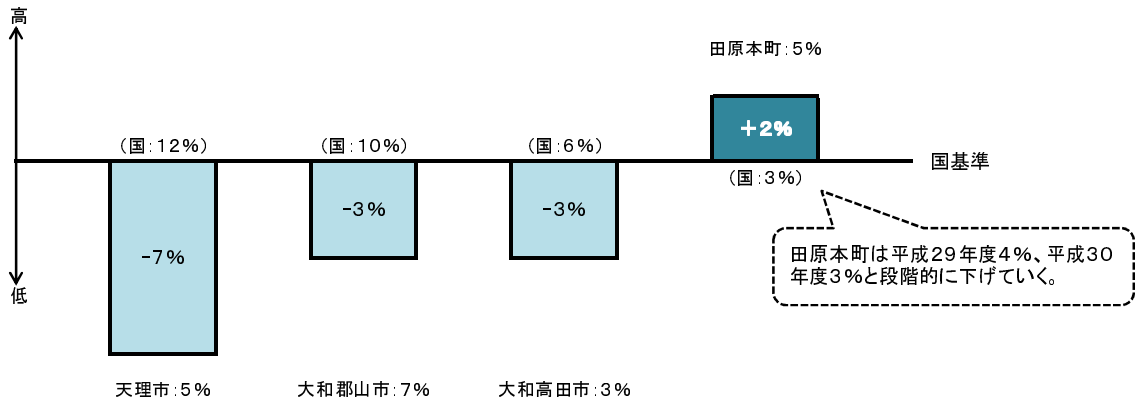 高
田原本町：5％
＋2％
（国：12％）
（国：10％）
（国：6％）
国基準
（国：3％）
-7％
-3％
-3％
田原本町は平成29年度4％、平成30
年度3％と段階的に下げていく。
低
天理市：5％
大和郡山市：7％
大和高田市：3％